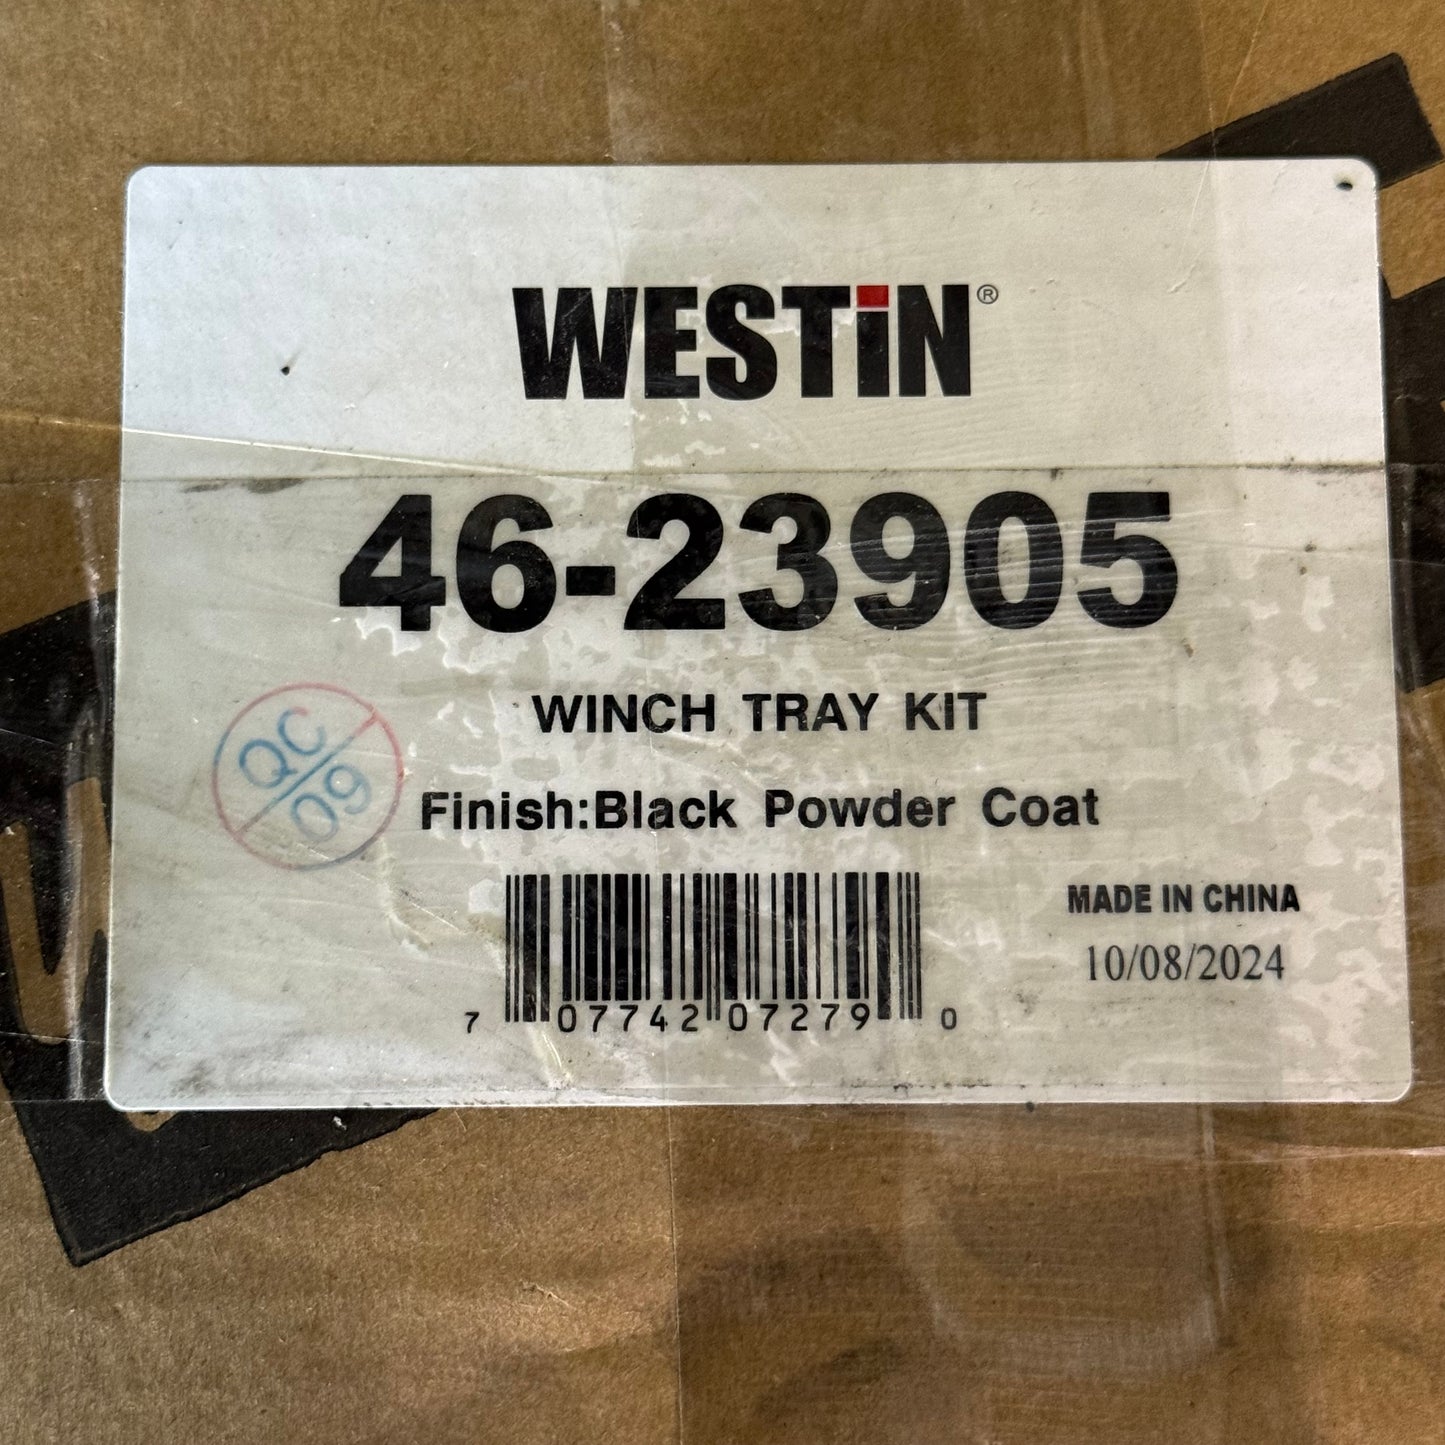 WESTiN®
46-23905
WINCH TRAY KIT
QC
09
Finish:Black Powder Coat
MADE IN CHINA
10/08/2024
7 07742 07279 0